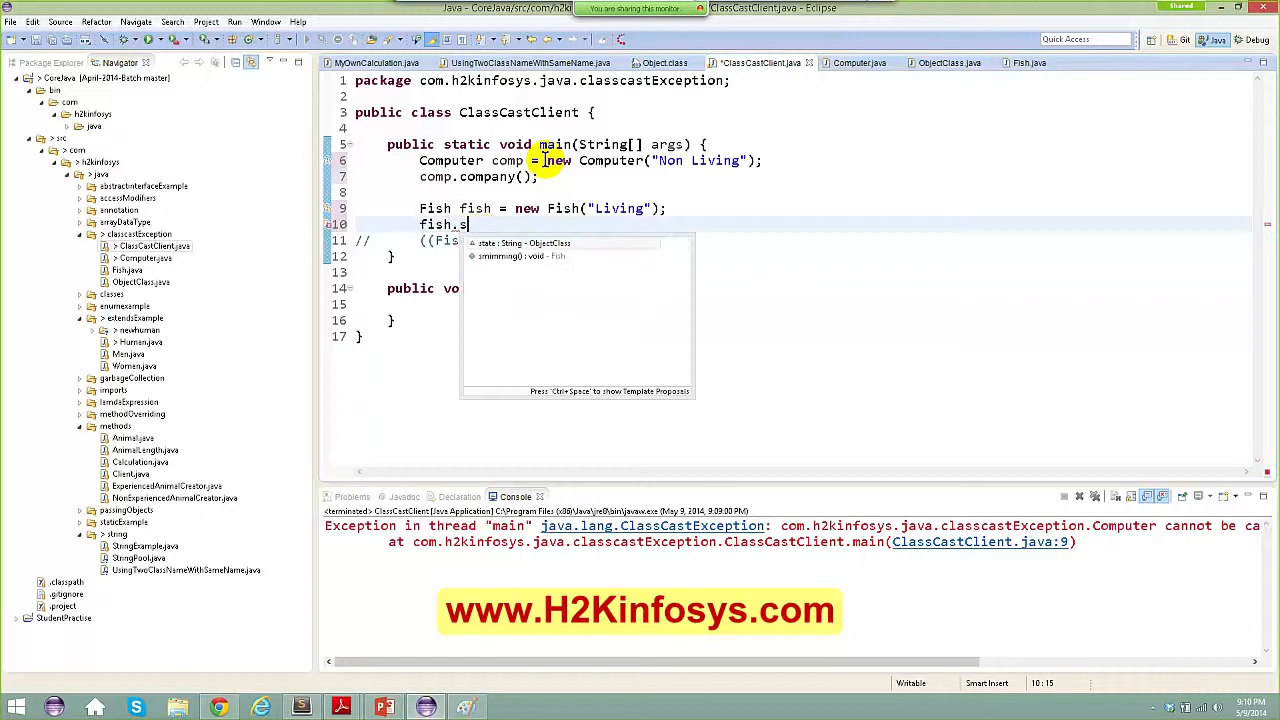 Java - CoreJava/src/com/h2ki
You are sharing this monitor.
ClassCastClient.java - Eclipse
Shared
File Edit Source Refactor Navigate Search Project Run Window Help
Quick Access
Git Java Debug
Package Explorer Navigator
MyOwnCalculation.java UsingTwoClassNameWithSameName.java Object.class *ClassCastClient.java Computer.java ObjectClass.java Fish.java
> CoreJava [April-2014-Batch master]
bin
com
h2kinfosys
java
> src
> com
> h2kinfosys
> java
abstractinterfaceExample
accessModifiers
annotation
arrayDataType
> classcastException
> ClassCastClient.java
> Computer.java
Fish.java
ObjectClass.java
classes
enumexample
> extendsExample
> newhuman
> Human.java
Men.java
Women.java
garbageCollection
imports
lamdaExpression
methodOverriding
methods
Animal.java
AnimalLength.java
Calculation.java
Client.java
ExperiencedAnimalCreator.java
NonExperiencedAnimalCreator.java
passingObjects
staticExample
> string
StringExample.java
StringPool.java
UsingTwoClassNameWithSameName.java
.classpath
.gitignore
.project
StudentPractise
1 package com.h2kinfosys.java.classcastException;
2
3 public class ClassCastClient {
4
5 public static void main(String[] args) {
6 Computer comp = new Computer("Non Living");
7 comp.company();
8
9 Fish fish = new Fish("Living");
10 fish.s
11 // ((Fis
12 }
13
14 public vo
15
16 }
17 }
state : String - ObjectClass
smimming() : void - Fish
Press 'Ctrl+Space' to show Template Proposals
Problems Javadoc Declaration Console
<terminated> ClassCastClient [Java Application] C:\Program Files (x86)\Java\jre8\bin\javaw.exe (May 9, 2014, 9:09:00 PM)
Exception in thread "main" java.lang.ClassCastException: com.h2kinfosys.java.classcastException.Computer cannot be ca
at com.h2kinfosys.java.classcastException.ClassCastClient.main(ClassCastClient.java:9)
www.H2Kinfosys.com
Writable Smart Insert 10 : 15
9:10 PM
5/9/2014